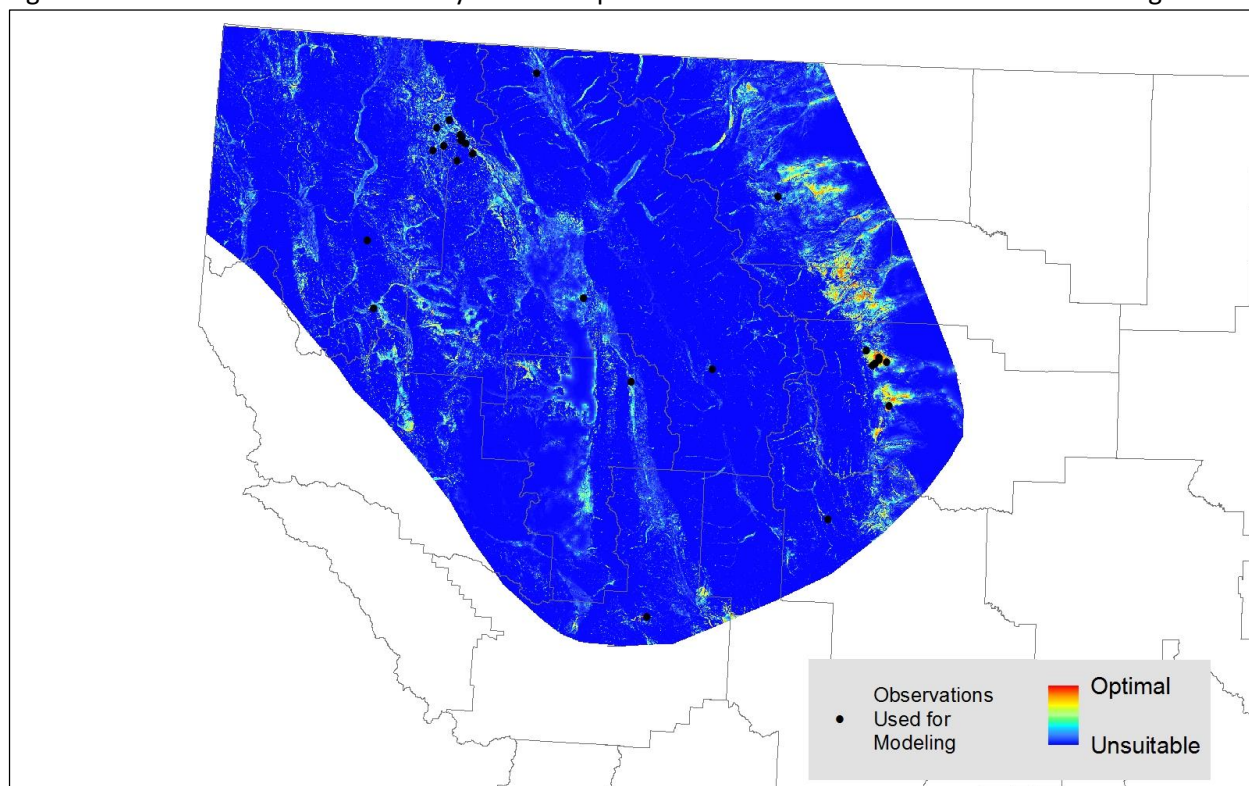 Observations
Used for
Modeling
Optimal
Unsuitable